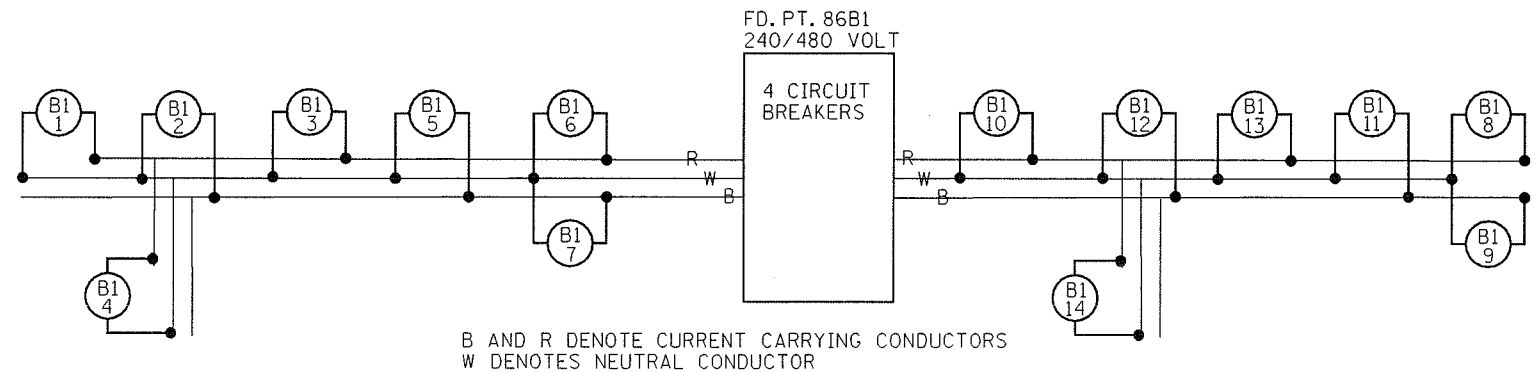 FD. PT. 86B1
240/480 VOLT
4 CIRCUIT
BREAKERS
B1
1
B1
2
B1
3
B1
5
B1
6
B1
10
B1
12
B1
13
B1
11
B1
8
R
W
B
R
W
B
B1
7
B1
9
B1
4
B1
14
B AND R DENOTE CURRENT CARRYING CONDUCTORS
W DENOTES NEUTRAL CONDUCTOR